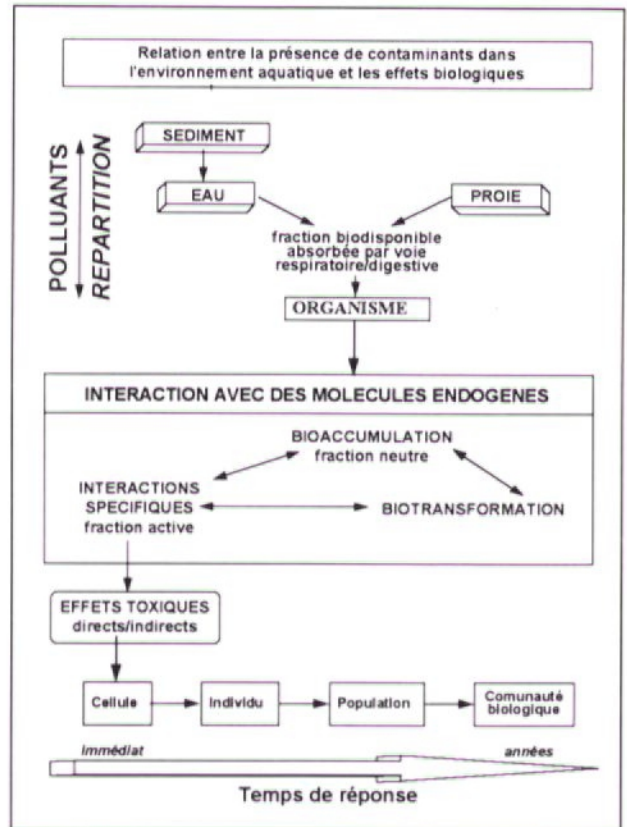 Relation entre la présence de contaminants dans
l'environnement aquatique et les effets biologiques
POLLUANTS
REPARTITION
SEDIMENT
EAU
PROIE
fraction biodisponible
absorbée par voie
respiratoire/digestive
ORGANISME
INTERACTION AVEC DES MOLECULES ENDOGENES
BIOACCUMULATION
fraction neutre
INTERACTIONS
SPECIFIQUES
fraction active
BIOTRANSFORMATION
EFFETS TOXIQUES
directs/indirects
Cellule
Individu
Population
Comunauté
biologique
immédiat
années
Temps de réponse